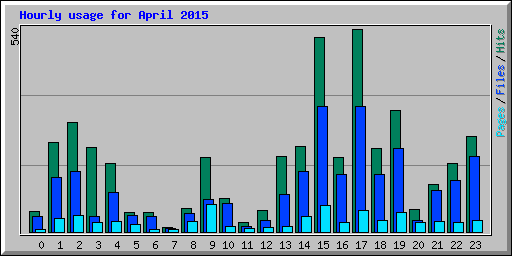 Hourly usage for April 2015
540
Pages / Files / Hits
0 1 2 3 4 5 6 7 8 9 10 11 12 13 14 15 16 17 18 19 20 21 22 23